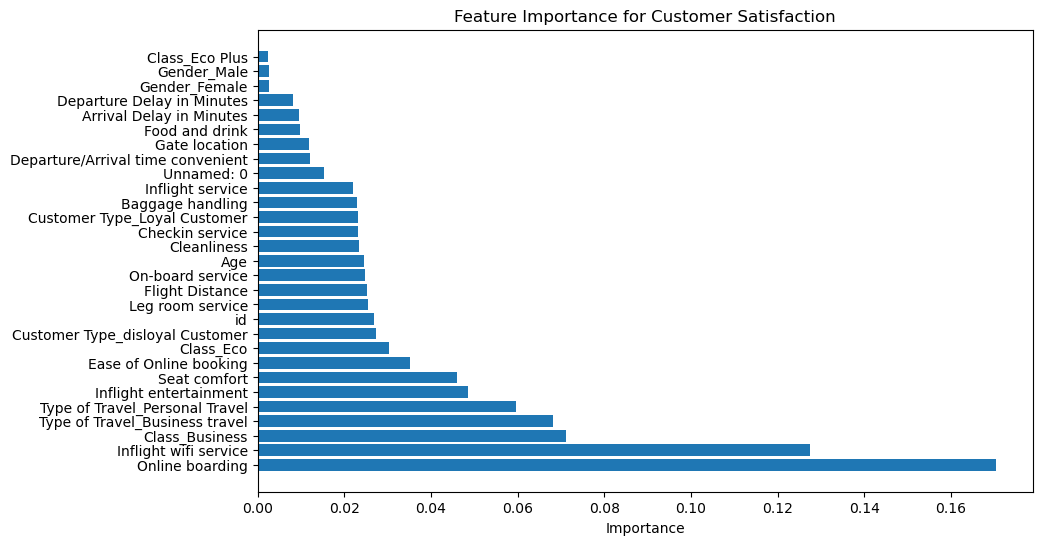 Feature Importance for Customer Satisfaction
Class_Eco Plus
Gender_Male
Gender_Female
Departure Delay in Minutes
Arrival Delay in Minutes
Food and drink
Gate location
Departure/Arrival time convenient
Unnamed: 0
Inflight service
Baggage handling
Customer Type_Loyal Customer
Checkin service
Cleanliness
Age
On-board service
Flight Distance
Leg room service
id
Customer Type_disloyal Customer
Class_Eco
Ease of Online booking
Seat comfort
Inflight entertainment
Type of Travel_Personal Travel
Type of Travel_Business travel
Class_Business
Inflight wifi service
Online boarding
0.00 0.02 0.04 0.06 0.08 0.10 0.12 0.14 0.16
Importance